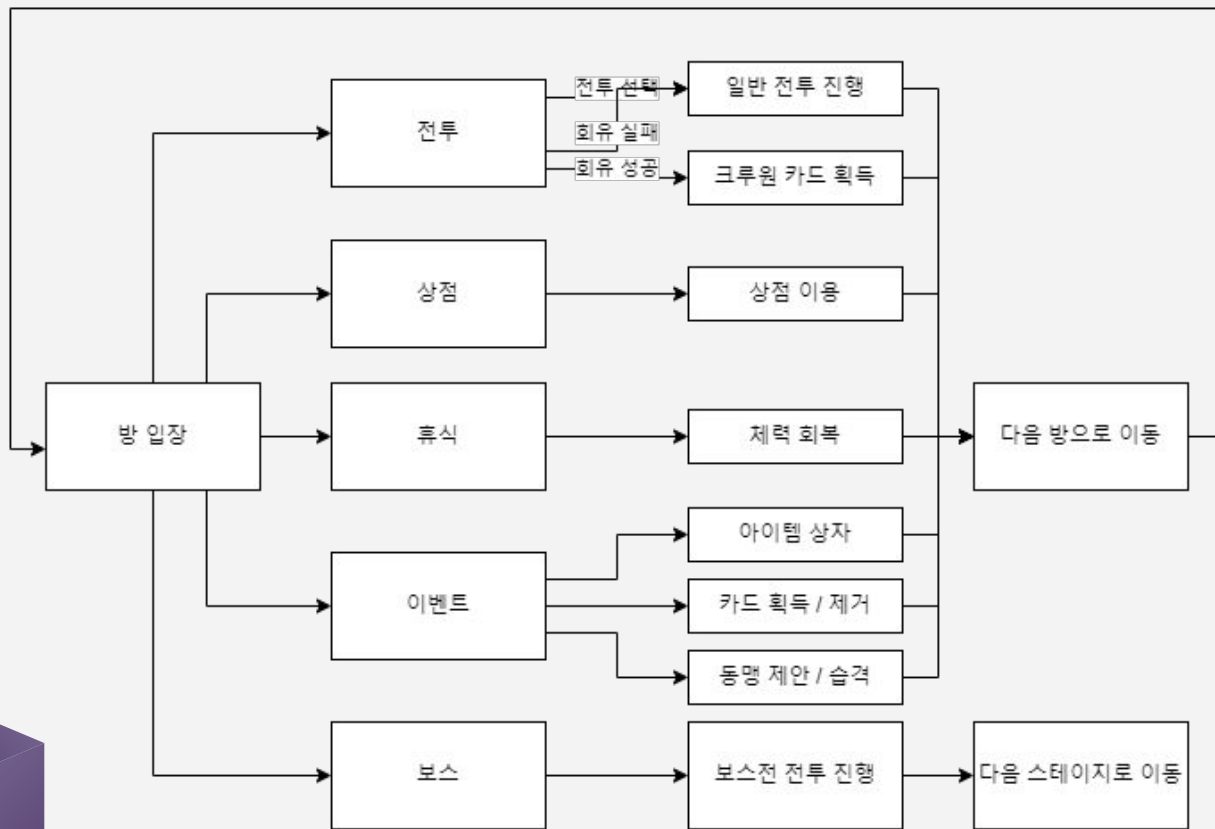 전투
전투 선택
회유 실패
회유 성공
일반 전투 진행
크루원 카드 획득
상점
상점 이용
방 입장
휴식
체력 회복
다음 방으로 이동
이벤트
아이템 상자
카드 획득 / 제거
동맹 제안 / 습격
보스
보스전 전투 진행
다음 스테이지로 이동